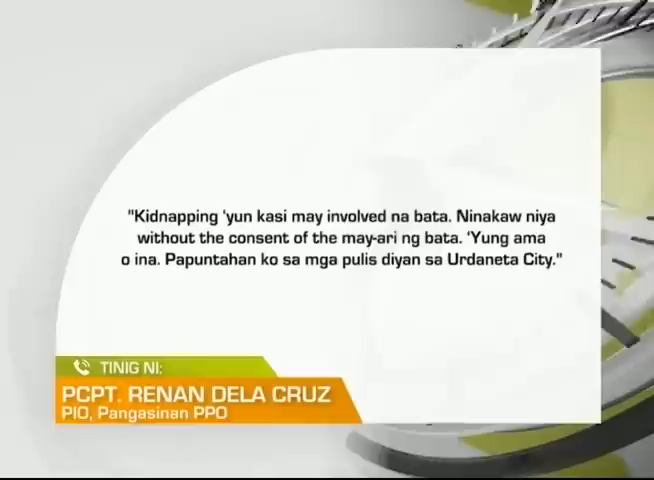 "Kidnapping 'yun kasi may involved na bata. Ninakaw niya
without the consent of the may-ari ng bata. 'Yung ama
o ina. Papuntahan ko sa mga pulis diyan sa Urdaneta City."
TINIG NI:
PCPT. RENAN DELA CRUZ
PIO, Pangasinan PPO